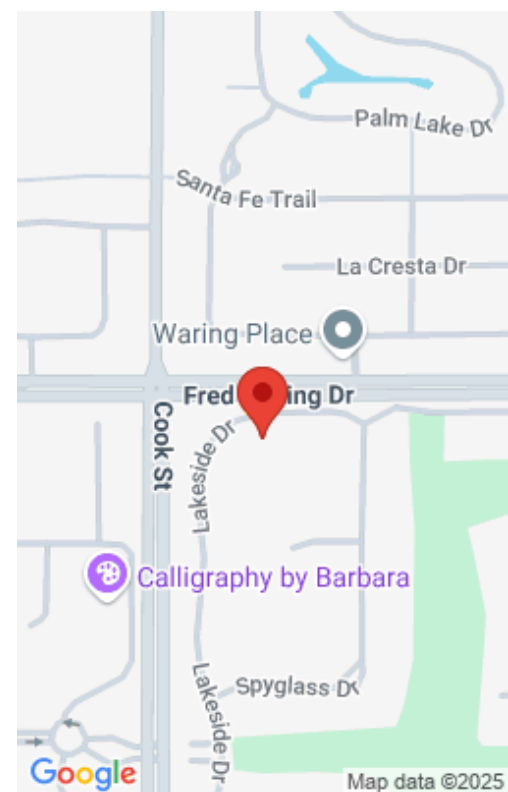 Palm Lake Dr
Santa Fe Trail
La Cresta Dr
Waring Place
Fred ing Dr
Cook St
Lakeside Dr
Calligraphy by Barbara
Spyglass Dr
Lakeside Dr
Google
Map data ©2025